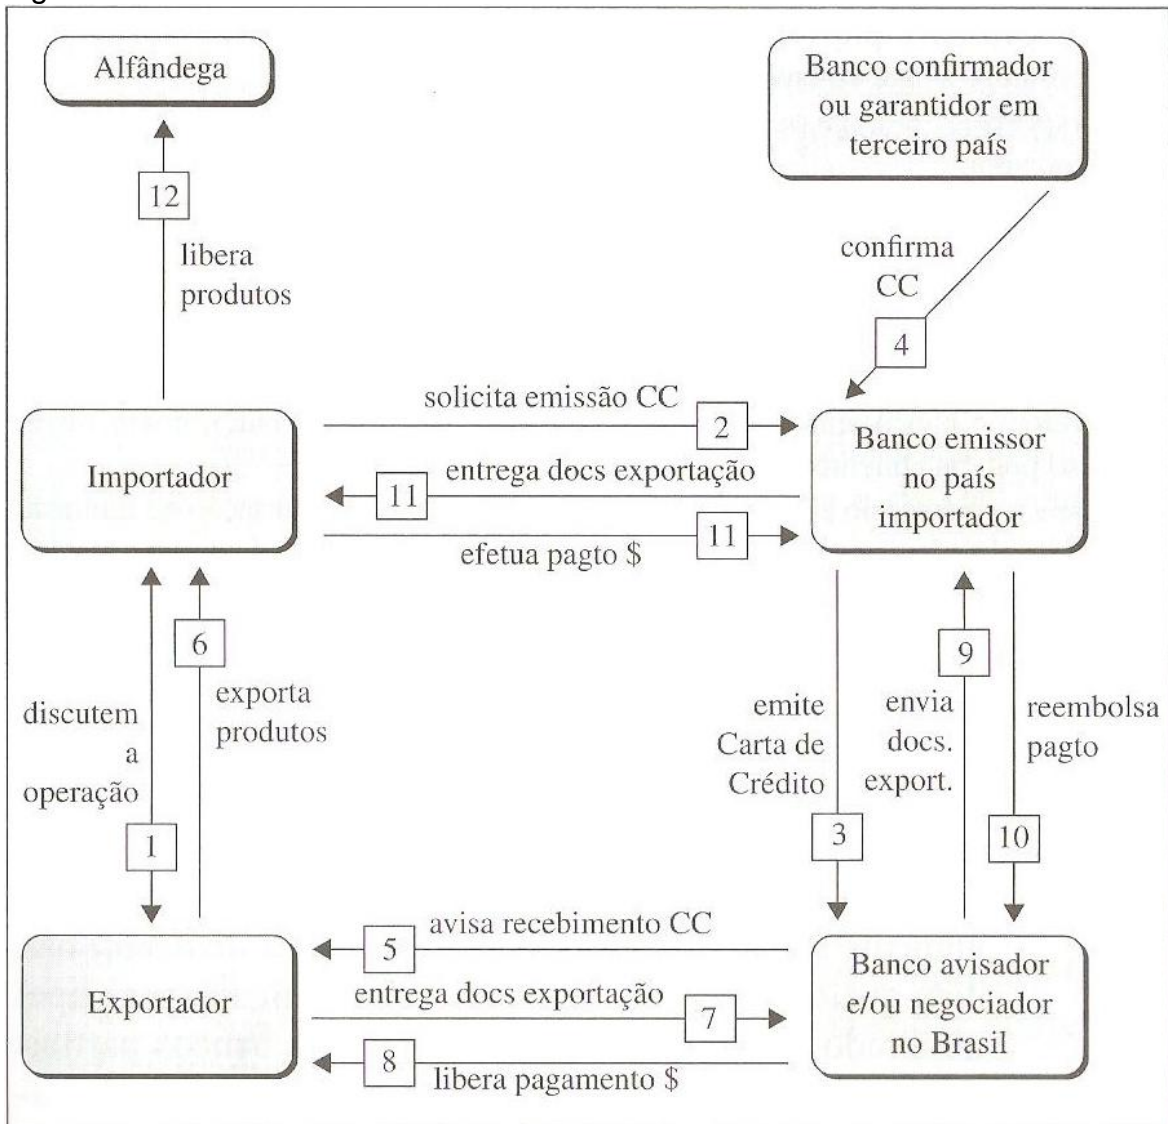 Alfândega
Banco confirmador
ou garantidor em
terceiro país
12
libera
produtos
confirma
CC
4
solicita emissão CC
2
Importador
Banco emissor
no país
importador
entrega docs exportação
11
efetua pagto $
11
6
9
exporta
produtos
discutem
a
operação
1
emite
Carta de
Crédito
3
envia
docs.
export.
reembolsa
pagto
10
avisa recebimento CC
5
Exportador
Banco avisador
e/ou negociador
no Brasil
entrega docs exportação
7
8
libera pagamento $